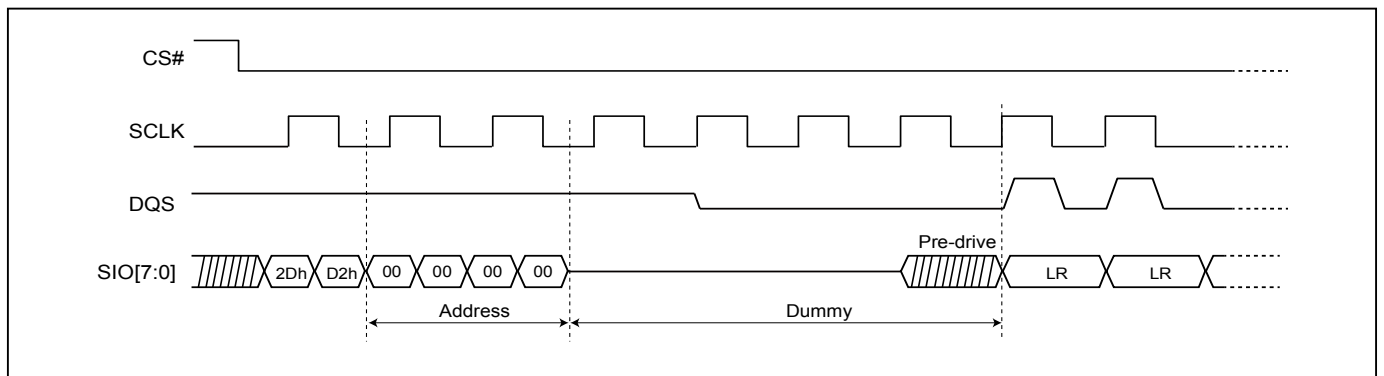 CS#
SCLK
DQS
Pre-drive
SIO[7:0]
2Dh D2h 00 00 00 00 LR LR
Address Dummy